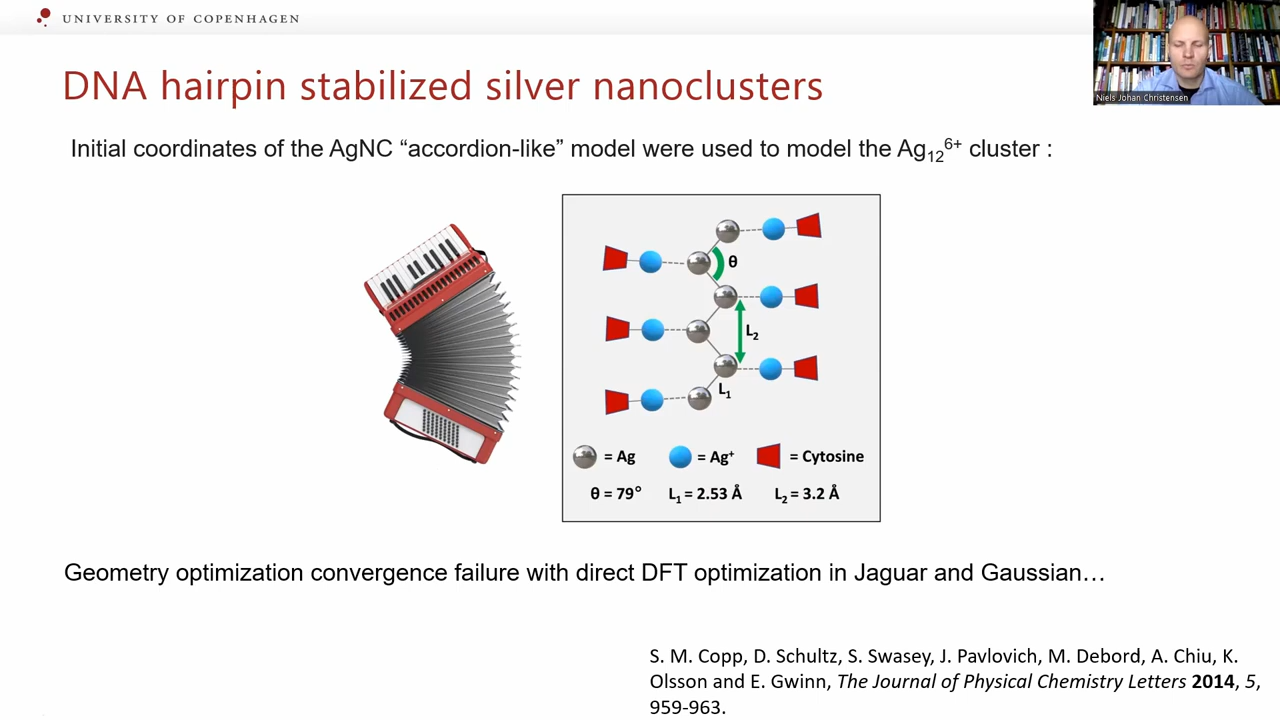 UNIVERSITY OF COPENHAGEN
Niels Johan Christensen
DNA hairpin stabilized silver nanoclusters
Initial coordinates of the AgNC “accordion-like” model were used to model the Ag₁₂⁶⁺ cluster :
θ
L₂
L₁
= Ag = Ag⁺ = Cytosine
θ = 79° L₁ = 2.53 Å L₂ = 3.2 Å
Geometry optimization convergence failure with direct DFT optimization in Jaguar and Gaussian…
S. M. Copp, D. Schultz, S. Swasey, J. Pavlovich, M. Debord, A. Chiu, K.
Olsson and E. Gwinn, The Journal of Physical Chemistry Letters 2014, 5,
959-963.